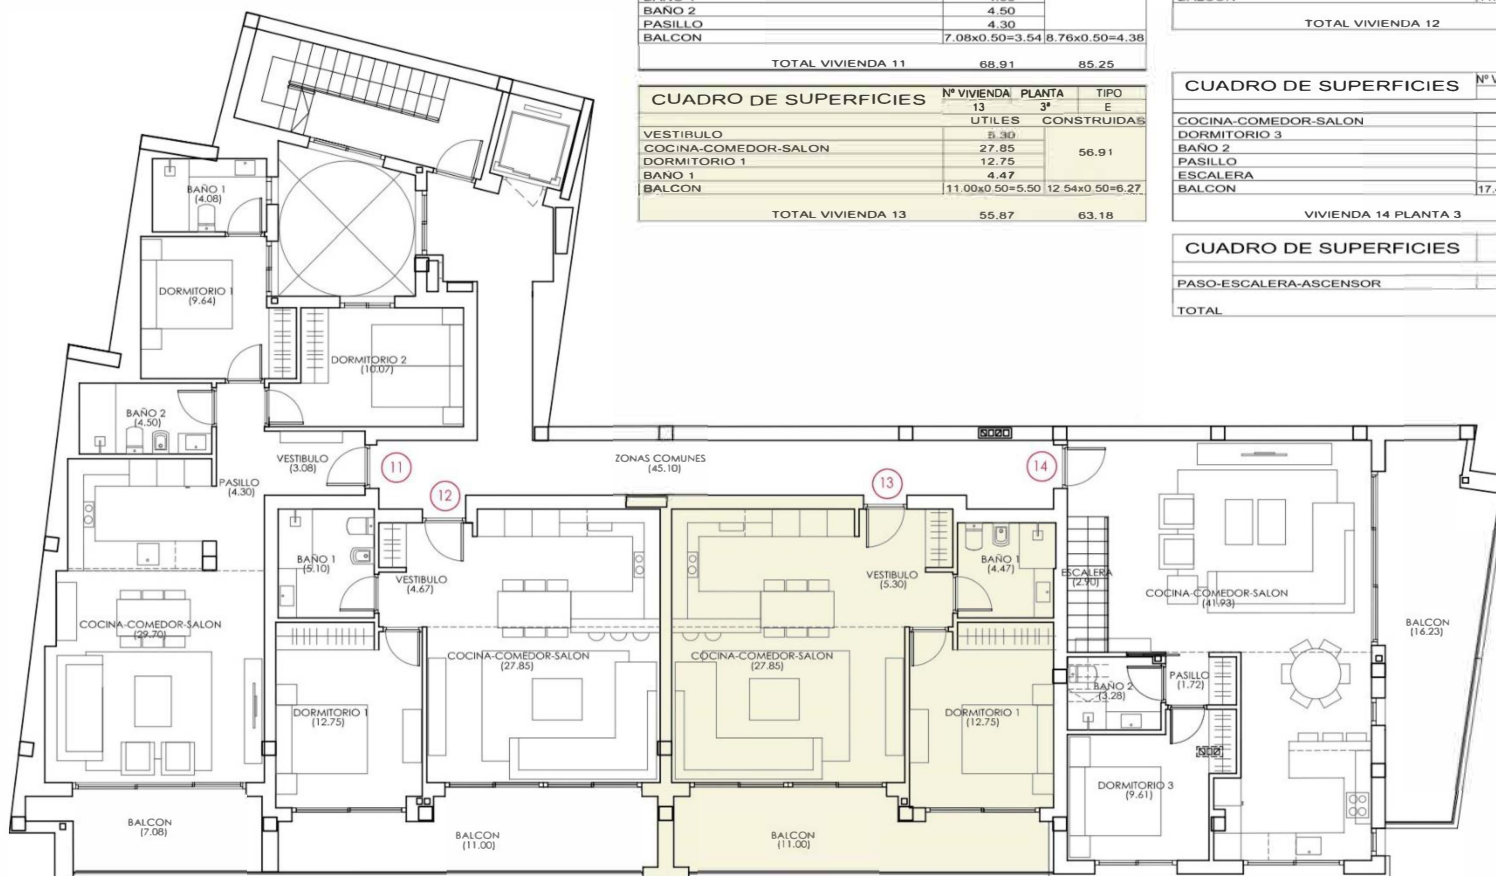 BAÑO 2 4.50
PASILLO 4.30
BALCON 7.08x0.50=3.54 8.76x0.50=4.38
TOTAL VIVIENDA 11 68.91 85.25
TOTAL VIVIENDA 12
CUADRO DE SUPERFICIES Nº VIVIENDA PLANTA TIPO
13 3ª E
UTILES CONSTRUIDAS
VESTIBULO 5.30
COCINA-COMEDOR-SALON 27.85 56.91
DORMITORIO 1 12.75
BAÑO 1 4.47
BALCON 11.00x0.50=5.50 12.54x0.50=6.27
TOTAL VIVIENDA 13 55.87 63.18
CUADRO DE SUPERFICIES Nº V
COCINA-COMEDOR-SALON
DORMITORIO 3
BAÑO 2
PASILLO
ESCALERA
BALCON 17.
VIVIENDA 14 PLANTA 3
CUADRO DE SUPERFICIES
PASO-ESCALERA-ASCENSOR
TOTAL
BAÑO 1
(4.08)
DORMITORIO 1
(9.64)
DORMITORIO 2
(10.07)
BAÑO 2
(4.50)
VESTIBULO
(3.08)
PASILLO
(4.30)
11
12
ZONAS COMUNES
(45.10)
13
14
BAÑO 1
(5.10)
VESTIBULO
(4.67)
VESTIBULO
(5.30)
BAÑO 1
(4.47)
ESCALERA
(2.90)
COCINA-COMEDOR-SALON
(41.93)
BALCON
(16.23)
COCINA-COMEDOR-SALON
(29.70)
COCINA-COMEDOR-SALON
(27.85)
COCINA-COMEDOR-SALON
(27.85)
DORMITORIO 1
(12.75)
DORMITORIO 1
(12.75)
BAÑO 2
(3.28)
PASILLO
(1.72)
DORMITORIO 3
(9.61)
BALCON
(7.08)
BALCON
(11.00)
BALCON
(11.00)